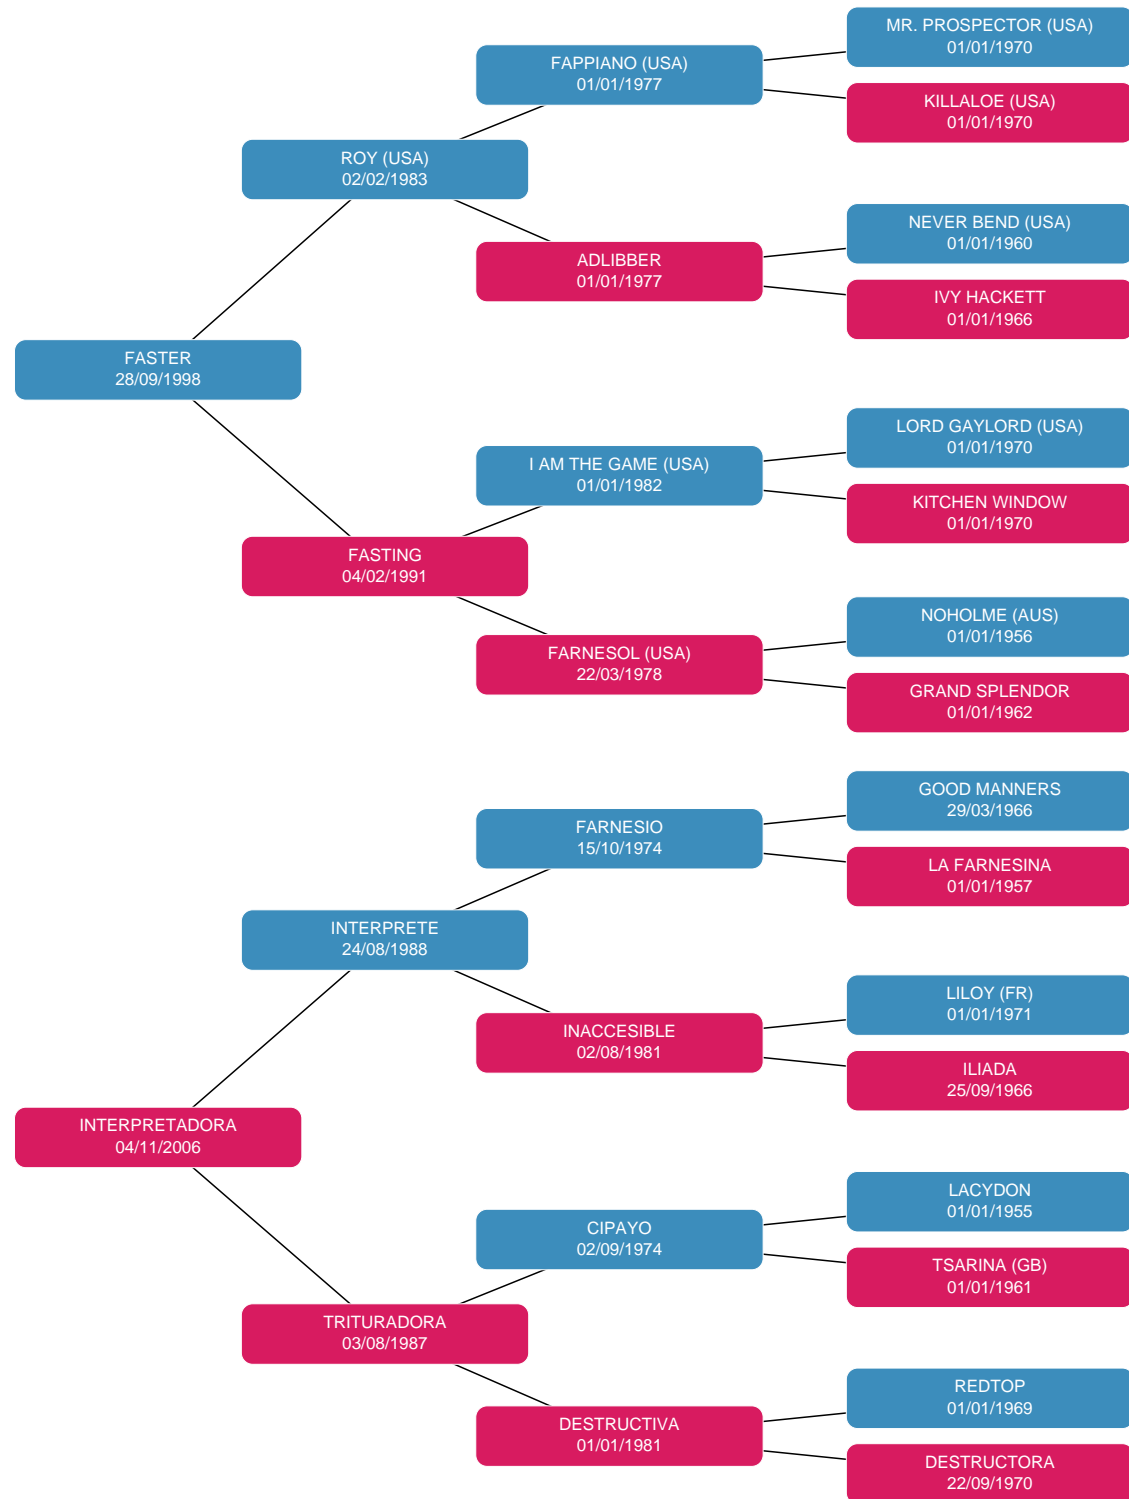 MR. PROSPECTOR (USA)
01/01/1970
FAPPIANO (USA)
01/01/1977
KILLALOE (USA)
01/01/1970
ROY (USA)
02/02/1983
NEVER BEND (USA)
01/01/1960
ADLIBBER
01/01/1977
IVY HACKETT
01/01/1966
FASTER
28/09/1998
LORD GAYLORD (USA)
01/01/1970
I AM THE GAME (USA)
01/01/1982
KITCHEN WINDOW
01/01/1970
FASTING
04/02/1991
NOHOLME (AUS)
01/01/1956
FARNESOL (USA)
22/03/1978
GRAND SPLENDOR
01/01/1962
GOOD MANNERS
29/03/1966
FARNESIO
15/10/1974
LA FARNESINA
01/01/1957
INTERPRETE
24/08/1988
LILOY (FR)
01/01/1971
INACCESIBLE
02/08/1981
ILIADA
25/09/1966
INTERPRETADORA
04/11/2006
LACYDON
01/01/1955
CIPAYO
02/09/1974
TSARINA (GB)
01/01/1961
TRITURADORA
03/08/1987
REDTOP
01/01/1969
DESTRUCTIVA
01/01/1981
DESTRUCTORA
22/09/1970